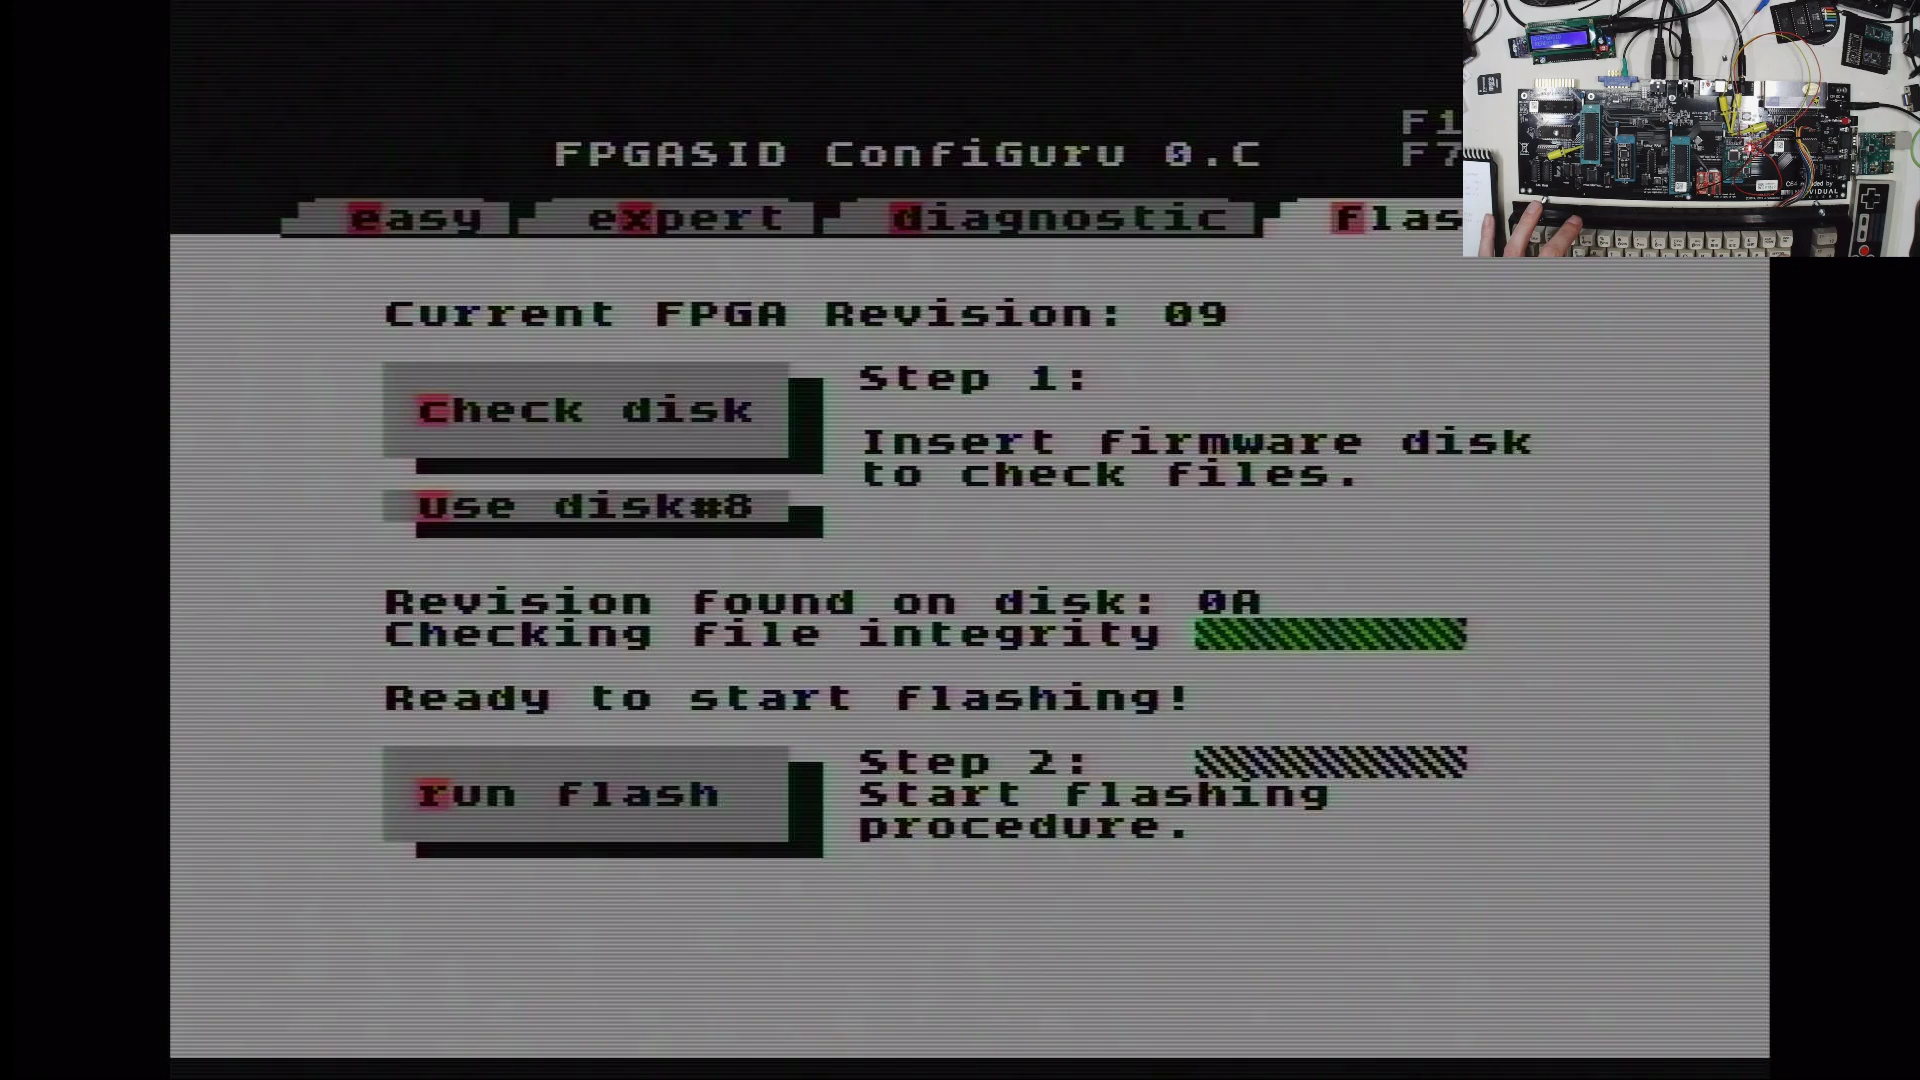 F1
FPGASID ConfiGuru 0.C
F7
easy expert diagnostic flas
Current FPGA Revision: 09
check disk
Step 1:
Insert firmware disk
to check files.
use disk#8
Revision found on disk: 0A
Checking file integrity
Ready to start flashing!
run flash
Step 2:
Start flashing
procedure.